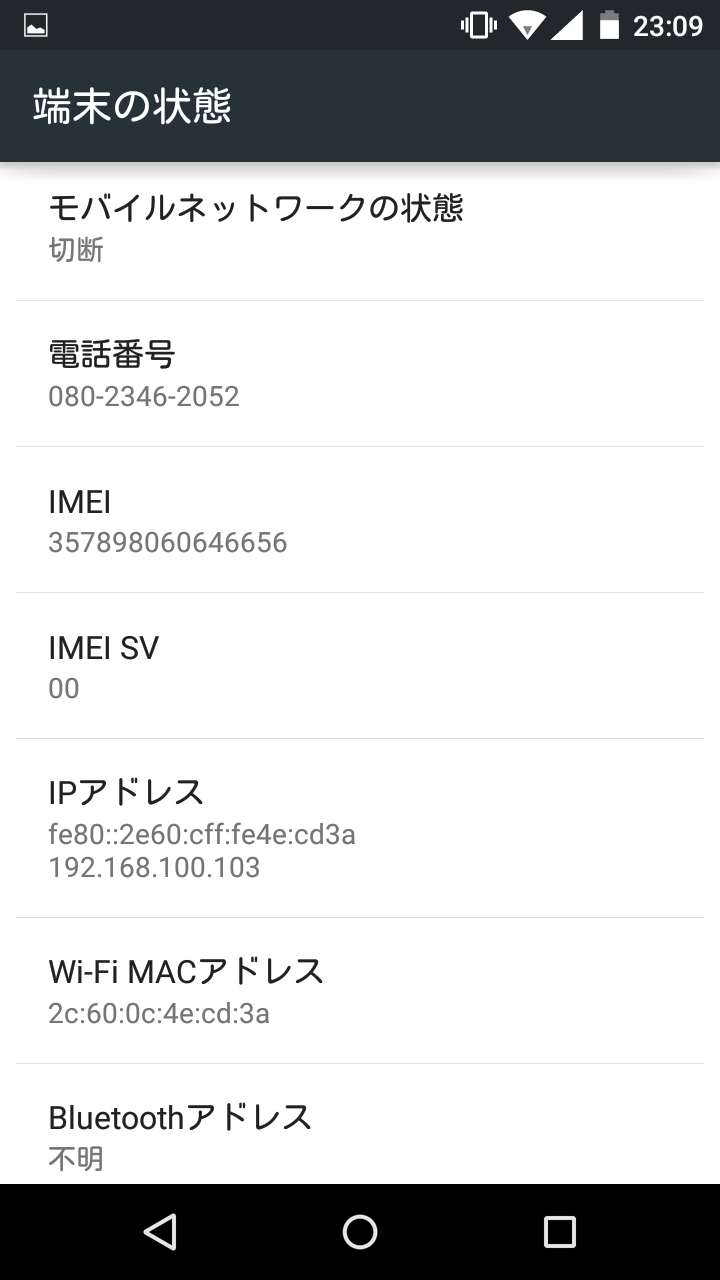 23:09
端末の状態
モバイルネットワークの状態
切断
電話番号
080-2346-2052
IMEI
357898060646656
IMEI SV
00
IPアドレス
fe80::2e60:cff:fe4e:cd3a
192.168.100.103
Wi-Fi MACアドレス
2c:60:0c:4e:cd:3a
Bluetoothアドレス
不明